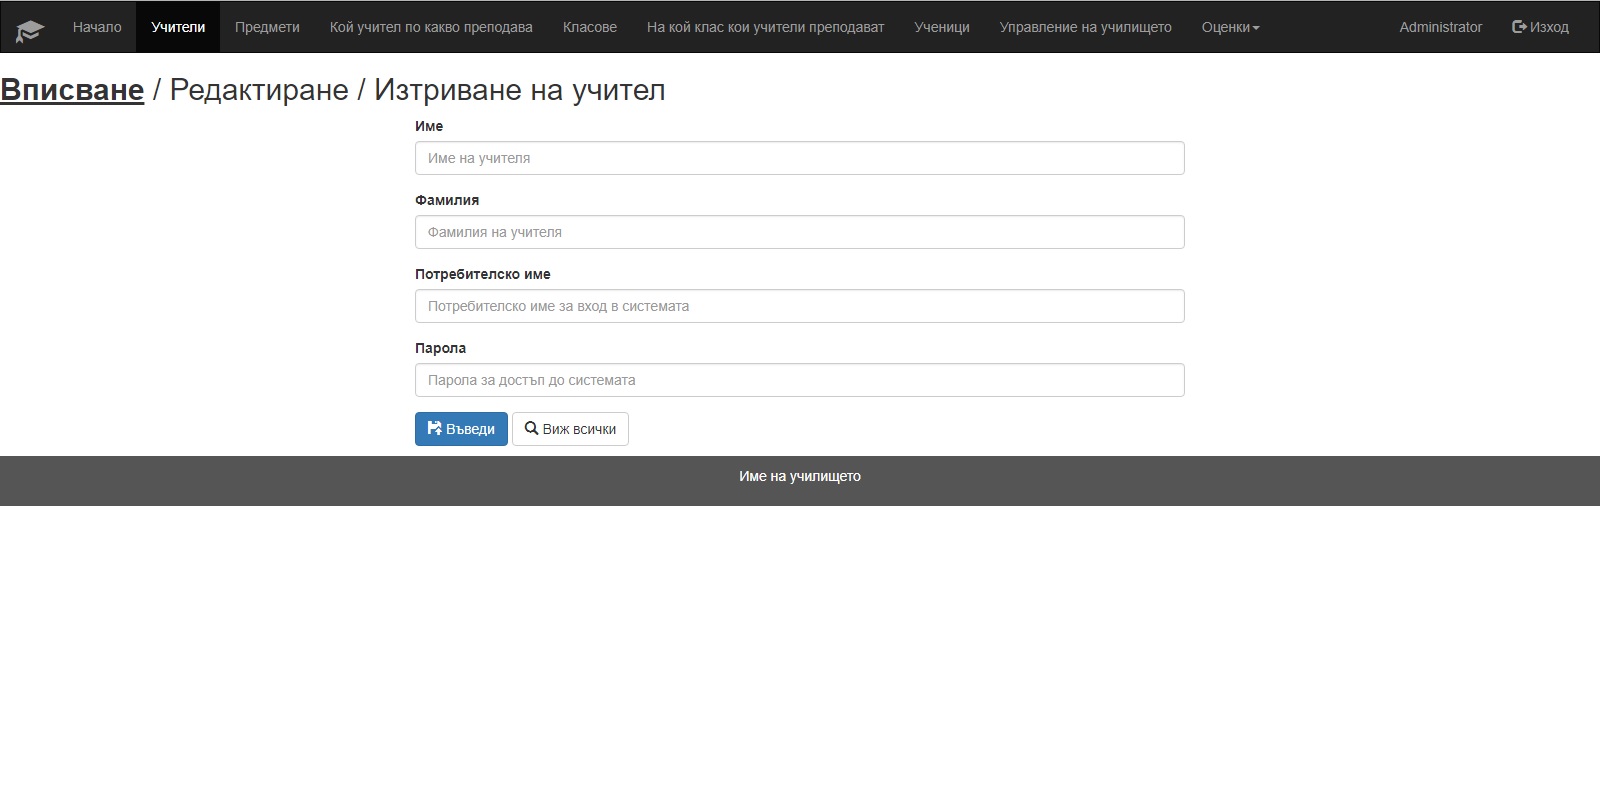 Начало Учители Предмети Кой учител по какво преподава Класове На кой клас кои учители преподават Ученици Управление на училището Оценки Administrator Изход
Вписване / Редактиране / Изтриване на учител
Име
Име на учителя
Фамилия
Фамилия на учителя
Потребителско име
Потребителско име за вход в системата
Парола
Парола за достъп до системата
Въведи Виж всички
Име на училището